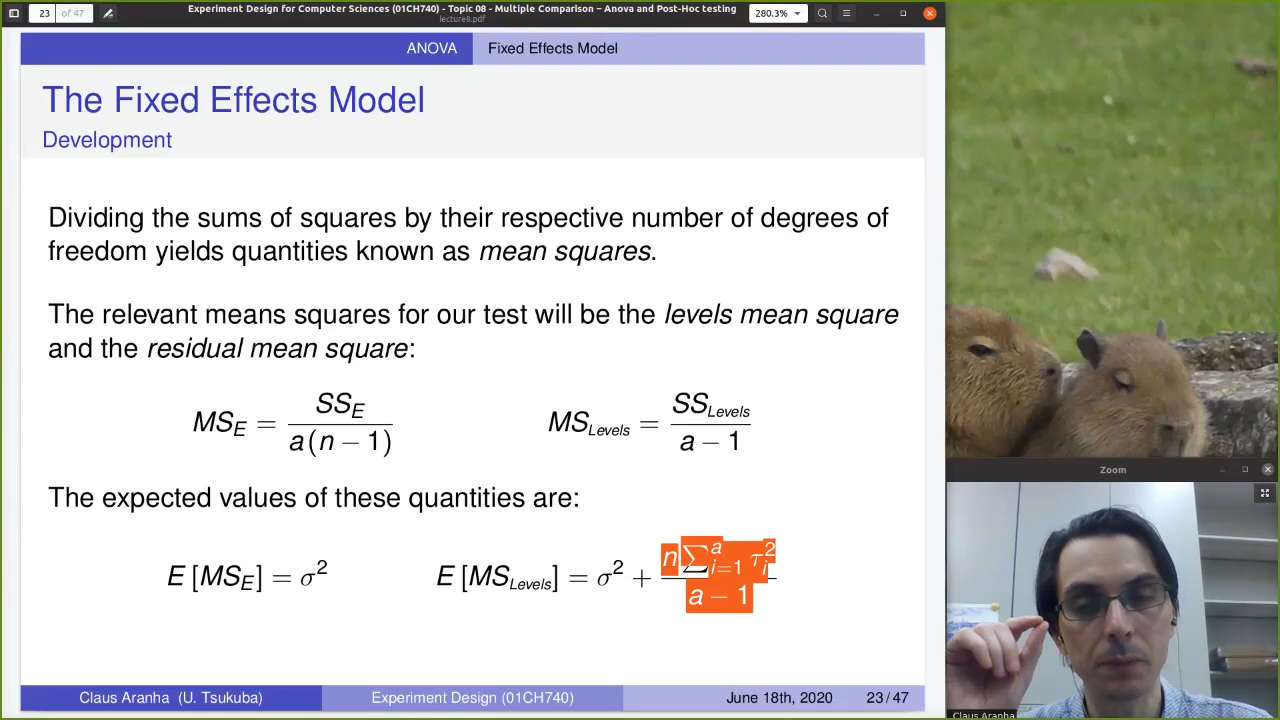 23 of 47
Experiment Design for Computer Sciences (01CH740) - Topic 08 - Multiple Comparison – Anova and Post-Hoc testing
lecture8.pdf
280.3%
ANOVA Fixed Effects Model
The Fixed Effects Model
Development
Dividing the sums of squares by their respective number of degrees of
freedom yields quantities known as mean squares.
The relevant means squares for our test will be the levels mean square
and the residual mean square:
MS_E = SS_E / a(n − 1) MS_Levels = SS_Levels / a − 1
The expected values of these quantities are:
E [MS_E] = σ² E [MS_Levels] = σ² + n∑_{i=1}^{a} τ_i² / a − 1
Claus Aranha (U. Tsukuba) Experiment Design (01CH740) June 18th, 2020 23 / 47
Zoom
Claus Aranha